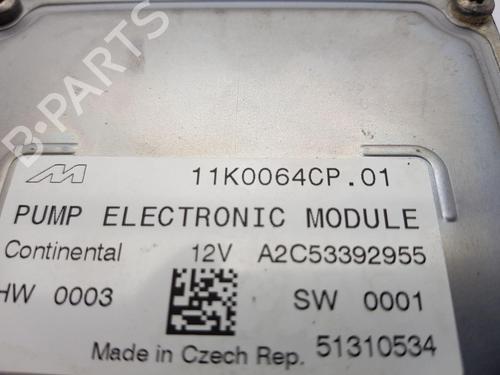 B-PARTS
11K0064CP.01
PUMP ELECTRONIC MODULE
Continental 12V A2C53392955
HW 0003 SW 0001
Made in Czech Rep. 51310534